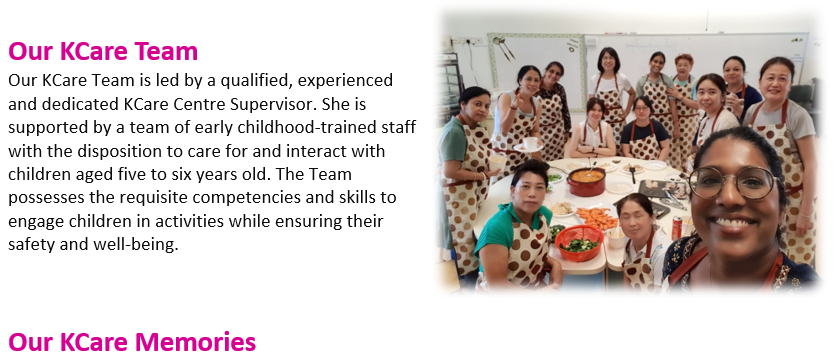 Our KCare Team
Our KCare Team is led by a qualified, experienced
and dedicated KCare Centre Supervisor. She is
supported by a team of early childhood-trained staff
with the disposition to care for and interact with
children aged five to six years old. The Team
possesses the requisite competencies and skills to
engage children in activities while ensuring their
safety and well-being.
Our KCare Memories